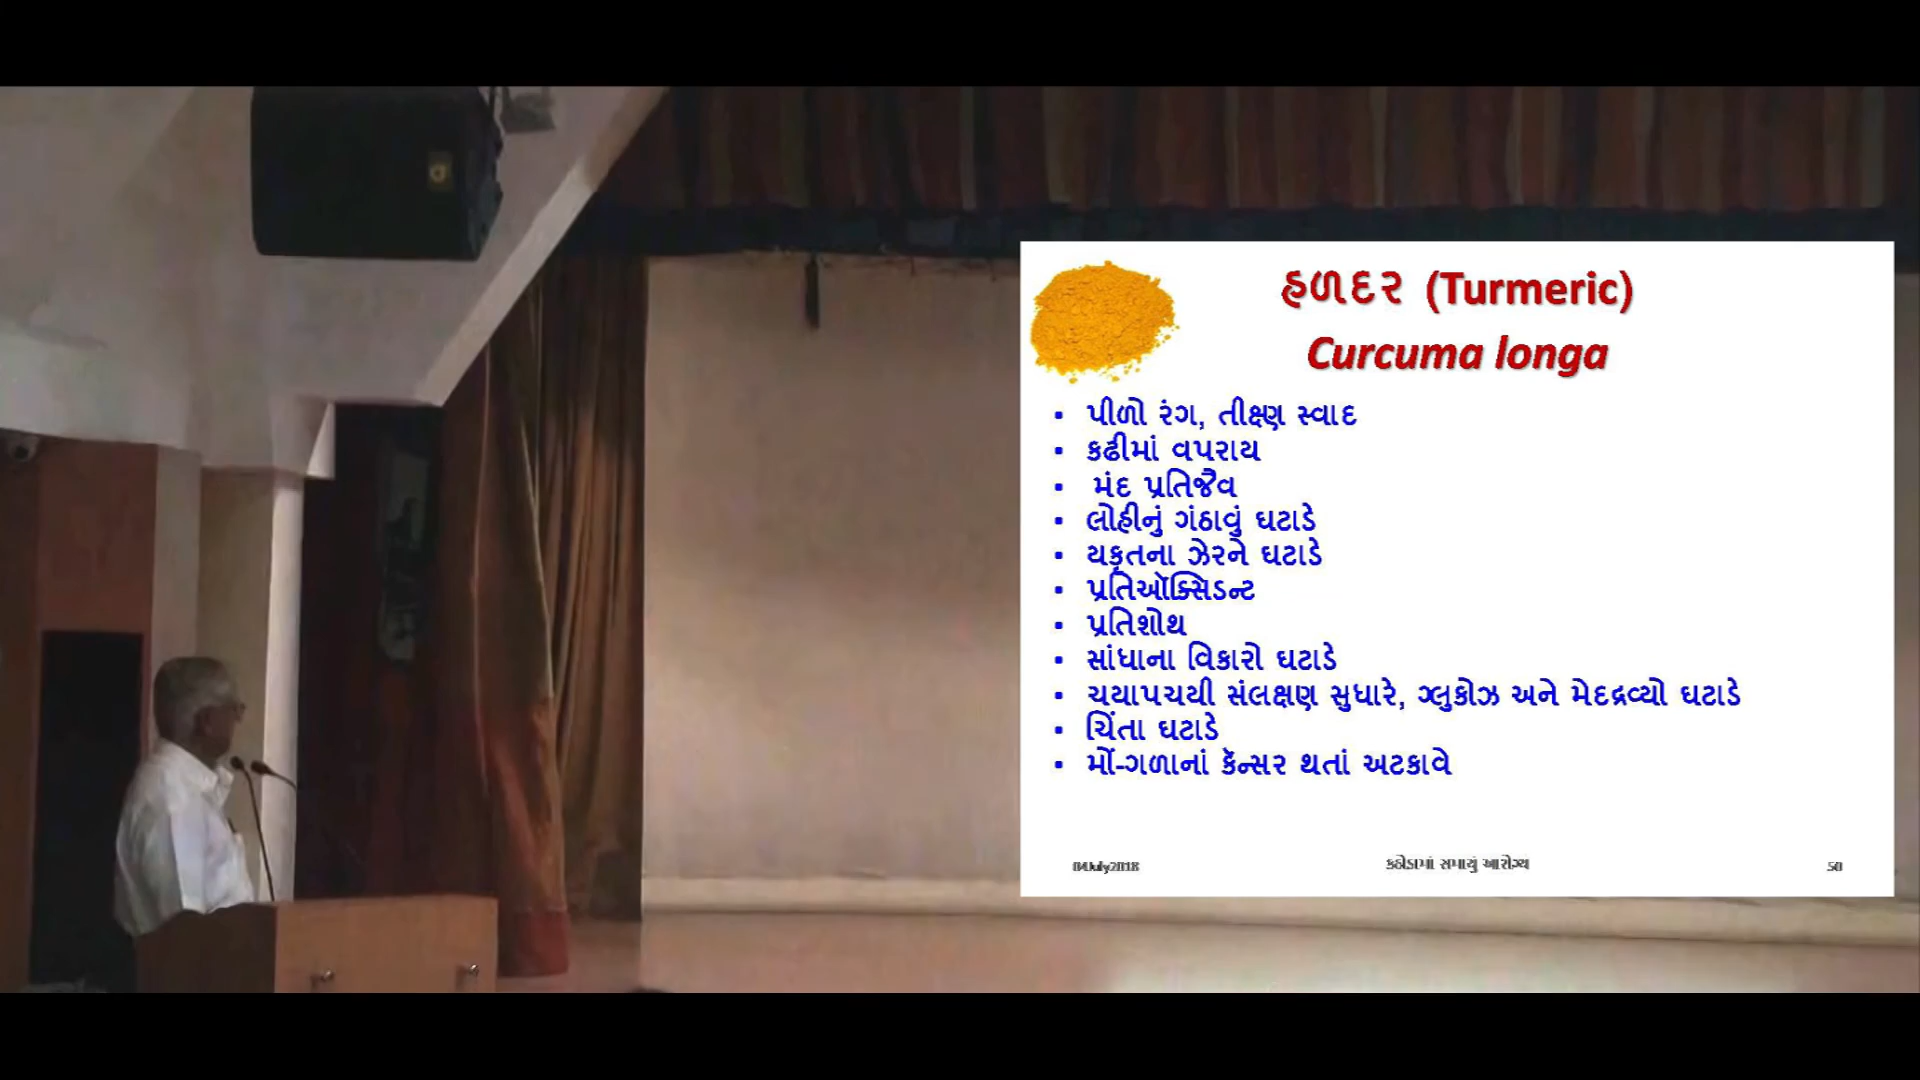 હળદર (Turmeric)
Curcuma longa
• પીળો રંગ, તીક્ષ્ણ સ્વાદ
• કઢીમાં વપરાય
• મંદ પ્રતિજૈવ
• લોહીનું ગંઠાવું ઘટાડે
• યકૃતના ઝેરને ઘટાડે
• પ્રતિઑક્સિડન્ટ
• પ્રતિશોથ
• સાંધાના વિકારો ઘટાડે
• ચયાપચયી સંલક્ષણ સુધારે, ગ્લુકોઝ અને મેદદ્રવ્યો ઘટાડે
• ચિંતા ઘટાડે
• મોં-ગળાનાં કૅન્સર થતાં અટકાવે
04July2018
કઠોડામાં સમાયું આરોગ્ય
50